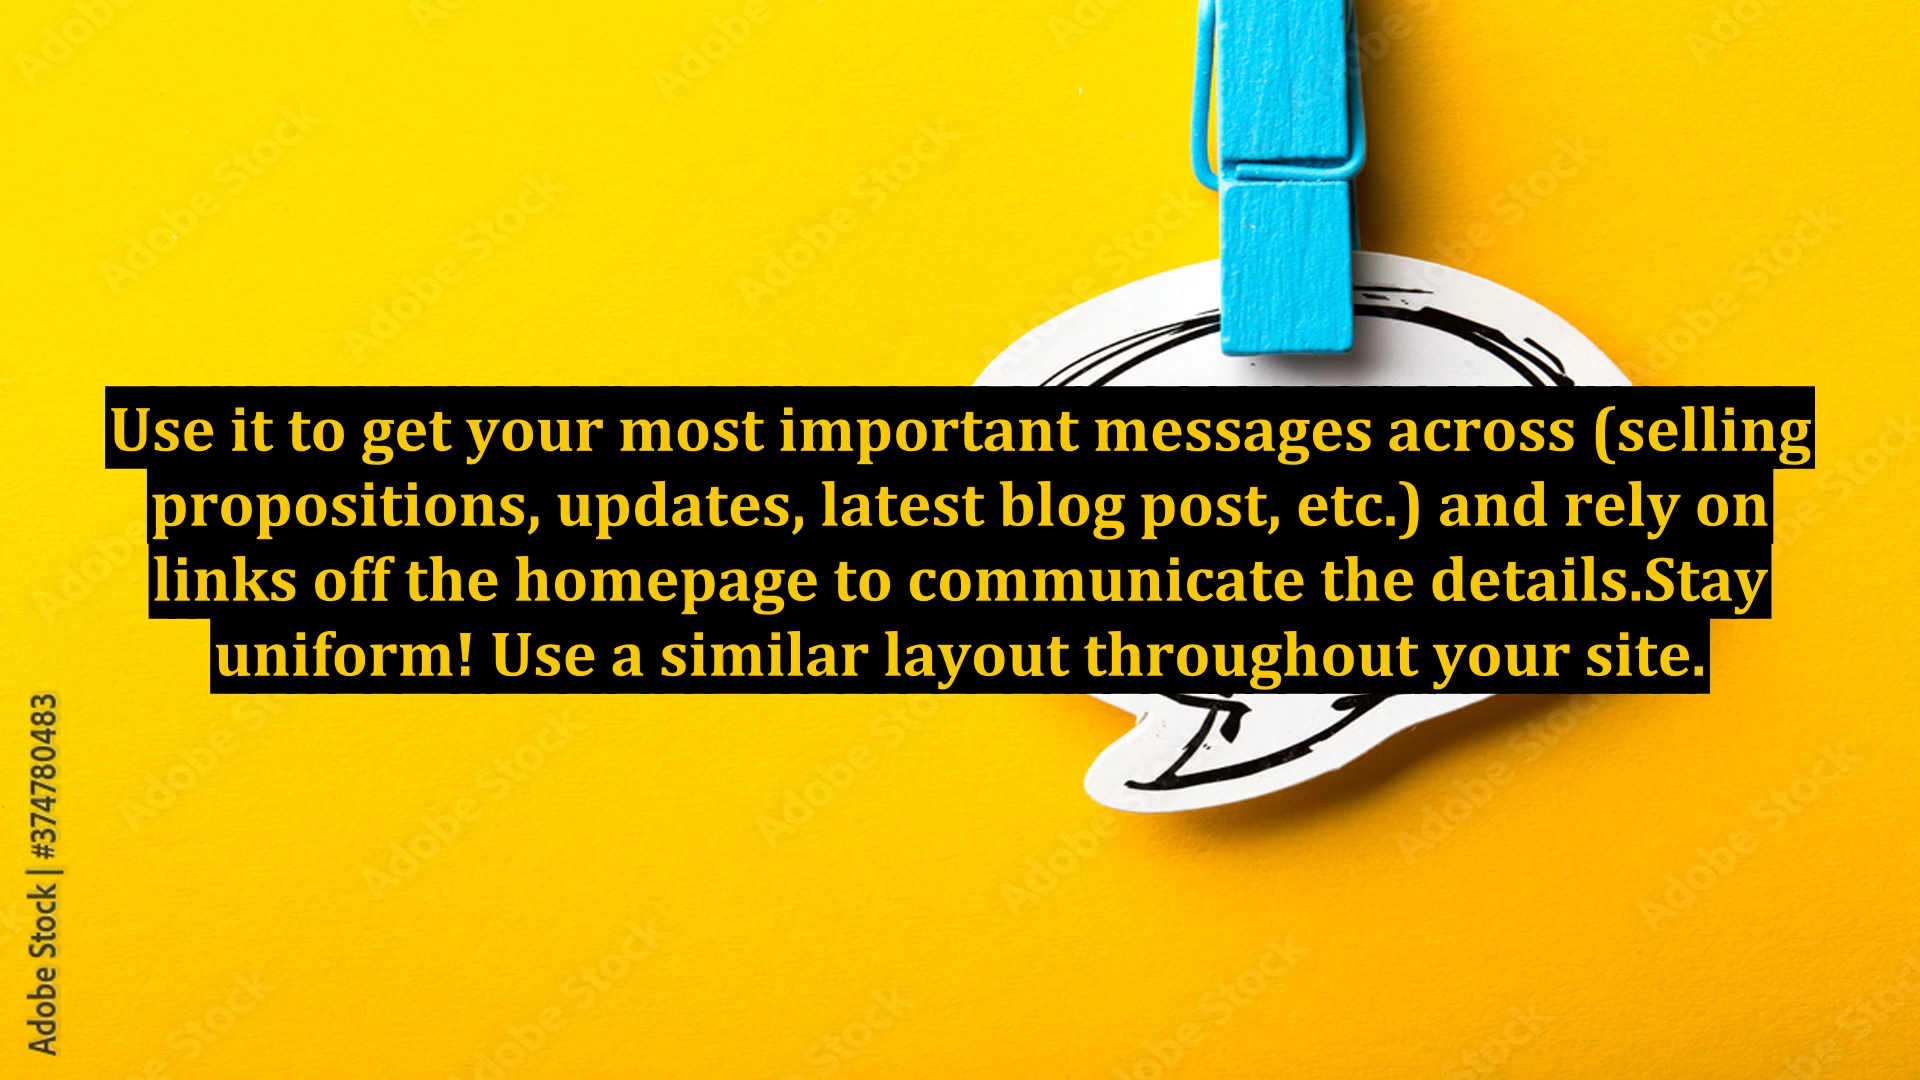 Use it to get your most important messages across (selling
propositions, updates, latest blog post, etc.) and rely on
links off the homepage to communicate the details.Stay
uniform! Use a similar layout throughout your site.
Adobe Stock | #374780483